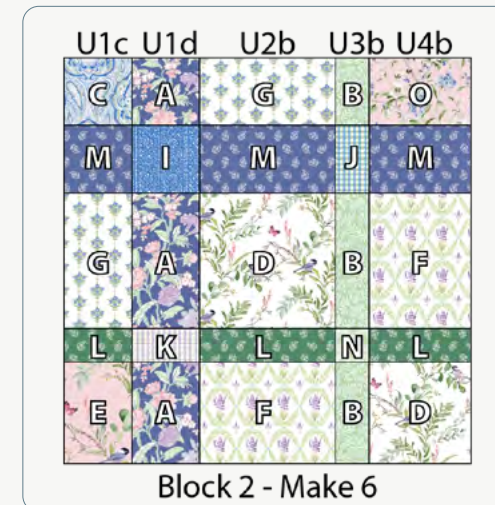 U1c U1d U2b U3b U4b
C A G B O
M I M J M
G A D B F
L K L N L
E A F B D
Block 2 - Make 6